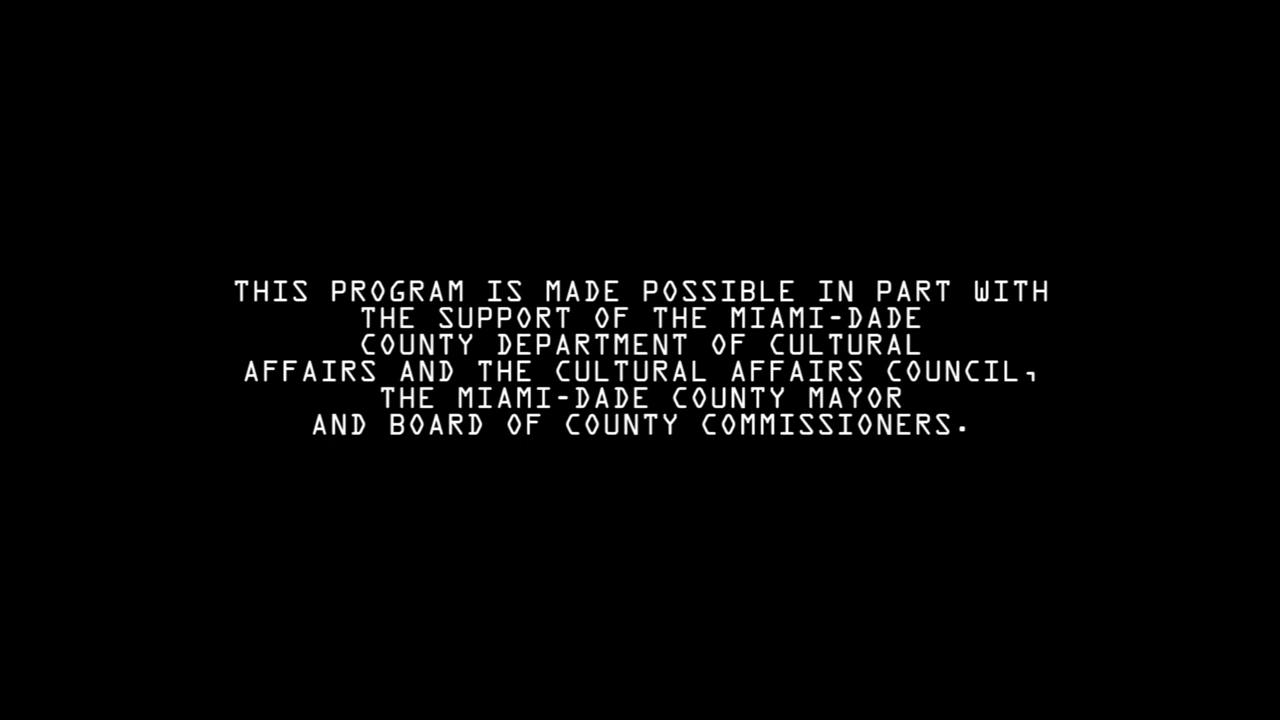 THIS PROGRAM IS MADE POSSIBLE IN PART WITH
THE SUPPORT OF THE MIAMI-DADE
COUNTY DEPARTMENT OF CULTURAL
AFFAIRS AND THE CULTURAL AFFAIRS COUNCIL,
THE MIAMI-DADE COUNTY MAYOR
AND BOARD OF COUNTY COMMISSIONERS.